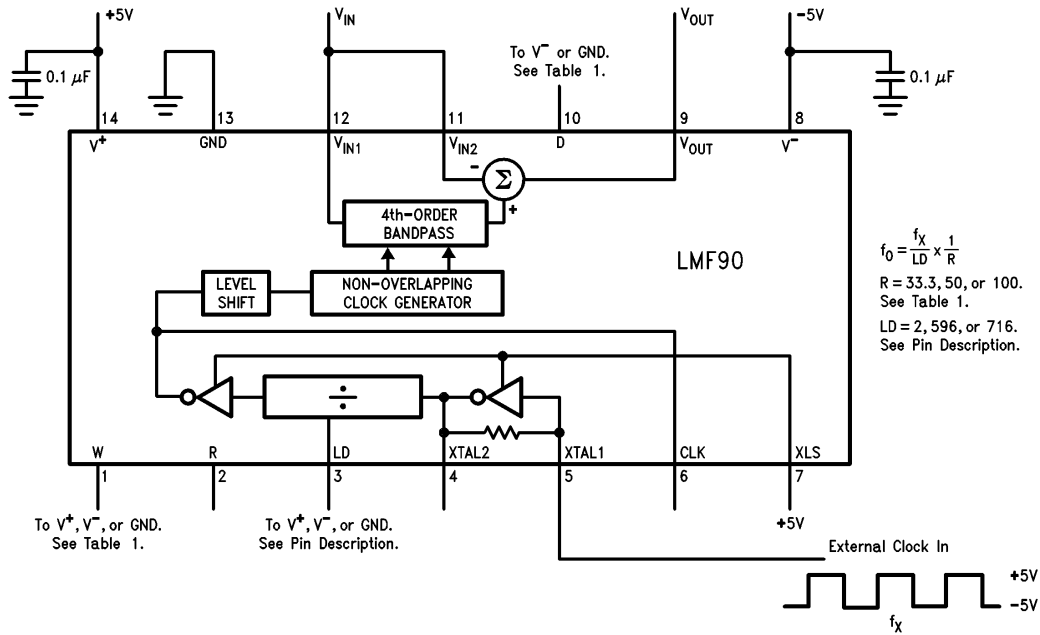 +5V
V_IN
V_OUT
-5V
0.1 μF
To V⁻ or GND.
See Table 1.
0.1 μF
14
13
12
11
10
9
8
V⁺
GND
V_IN1
V_IN2
D
V_OUT
V⁻
-
Σ
+
4th-ORDER
BANDPASS
LMF90
f_O = f_X/LD x 1/R
R = 33.3, 50, or 100.
See Table 1.
LD = 2, 596, or 716.
See Pin Description.
LEVEL
SHIFT
NON-OVERLAPPING
CLOCK GENERATOR
÷
W
R
LD
XTAL2
XTAL1
CLK
XLS
1
2
3
4
5
6
7
To V⁺, V⁻, or GND.
See Table 1.
To V⁺, V⁻, or GND.
See Pin Description.
+5V
External Clock In
+5V
-5V
f_X